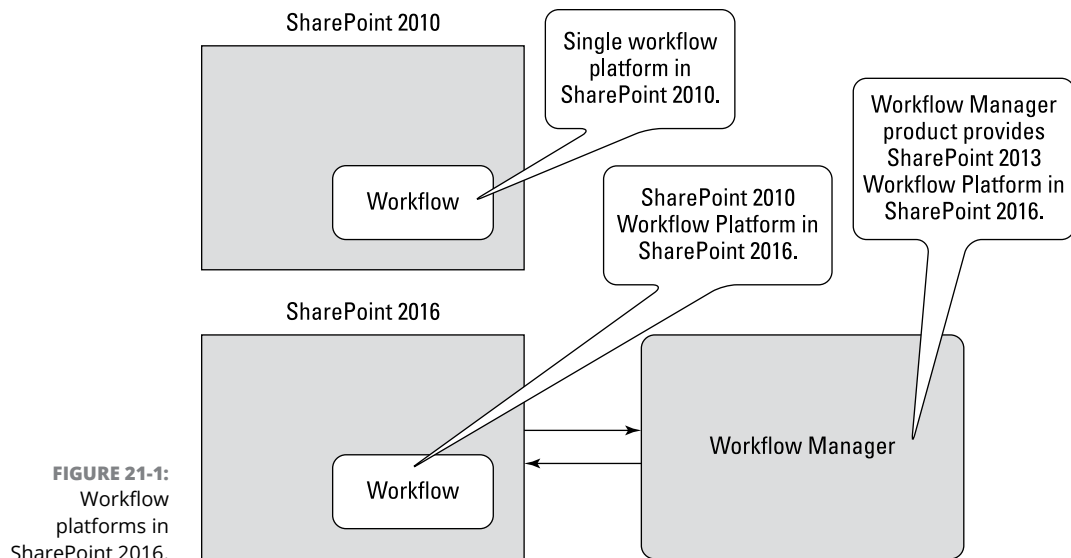 SharePoint 2010
Single workflow
platform in
SharePoint 2010.
Workflow
Workflow Manager
product provides
SharePoint 2013
Workflow Platform in
SharePoint 2016.
SharePoint 2010
Workflow Platform in
SharePoint 2016.
SharePoint 2016
Workflow
Workflow Manager
FIGURE 21-1:
Workflow
platforms in
SharePoint 2016.